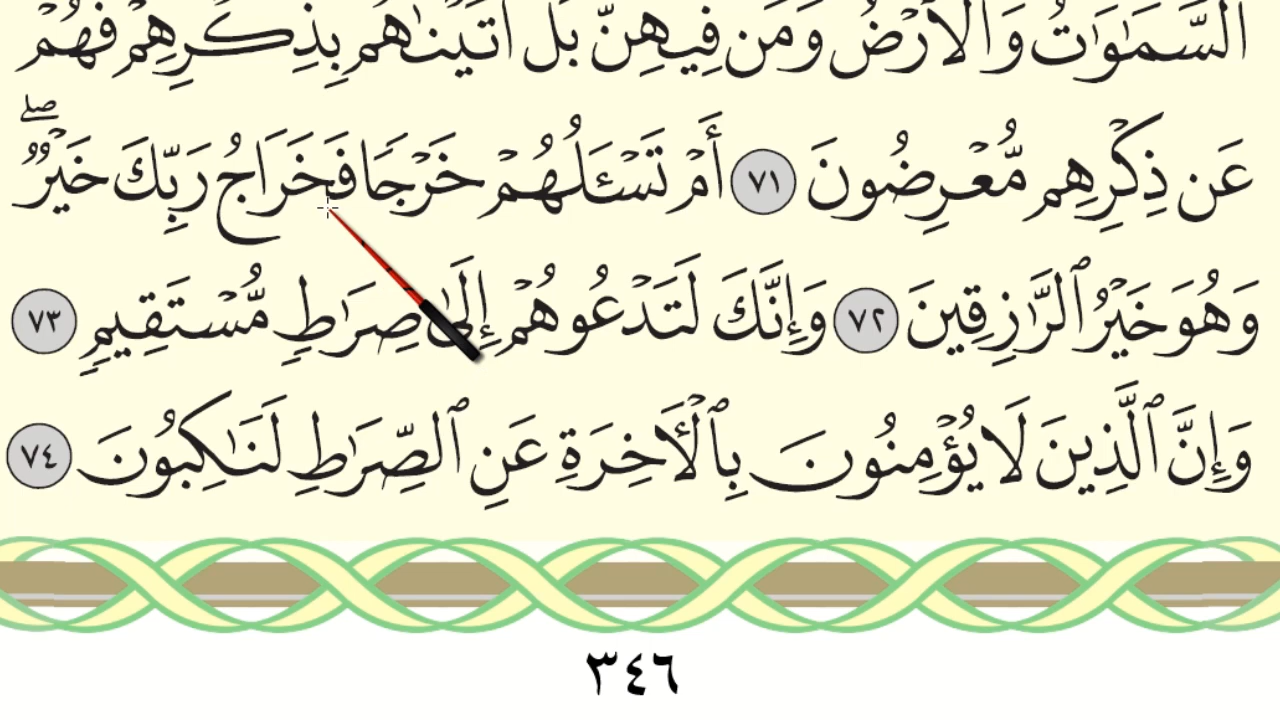 ٱلسَّمَٰوَٰتُ وَٱلْأَرْضُ وَمَن فِيهِنَّ بَلْ أَتَيْنَٰهُم بِذِكْرِهِمْ فَهُمْ
عَن ذِكْرِهِم مُّعْرِضُونَ ٧١ أَمْ تَسْـَٔلُهُمْ خَرْجًا فَخَرَاجُ رَبِّكَ خَيْرٌۖ
وَهُوَ خَيْرُ ٱلرَّٰزِقِينَ ٧٢ وَإِنَّكَ لَتَدْعُوهُمْ إِلَىٰ صِرَٰطٍ مُّسْتَقِيمٍ ٧٣
وَإِنَّ ٱلَّذِينَ لَا يُؤْمِنُونَ بِٱلْأٓخِرَةِ عَنِ ٱلصِّرَٰطِ لَنَٰكِبُونَ ٧٤
٣٤٦